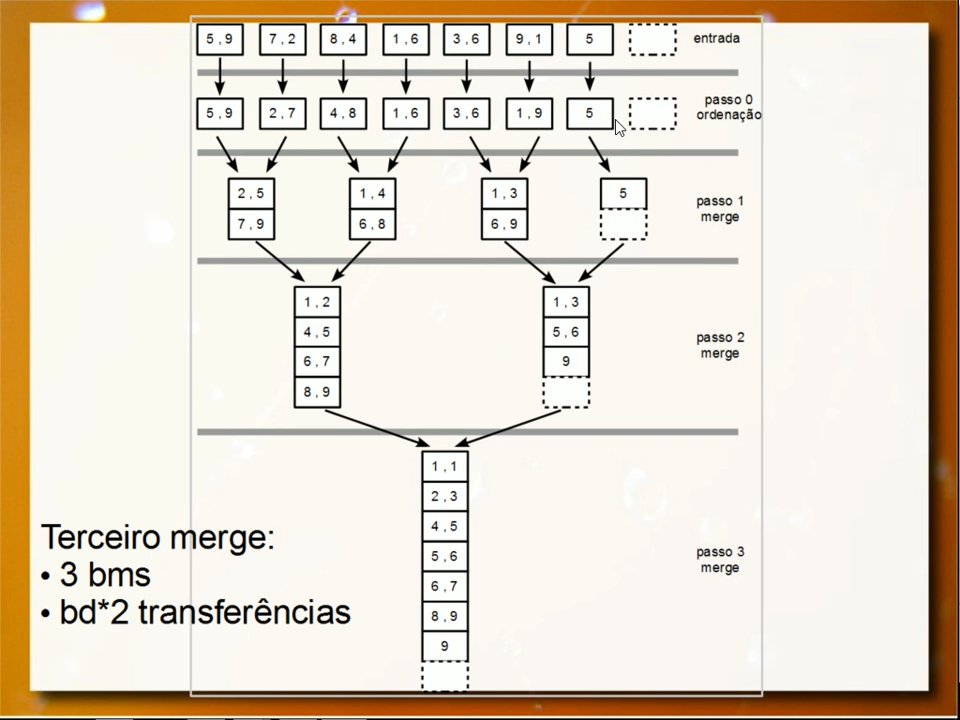 5 , 9 7 , 2 8 , 4 1 , 6 3 , 6 9 , 1 5 entrada
passo 0
ordenação
5 , 9 2 , 7 4 , 8 1 , 6 3 , 6 1 , 9 5
2 , 5 1 , 4 1 , 3 5
passo 1
merge
7 , 9 6 , 8 6 , 9
1 , 2 1 , 3
4 , 5 5 , 6
passo 2
merge
6 , 7 9
8 , 9
1 , 1
2 , 3
4 , 5
5 , 6
passo 3
merge
6 , 7
8 , 9
9
Terceiro merge:
• 3 bms
• bd*2 transferências